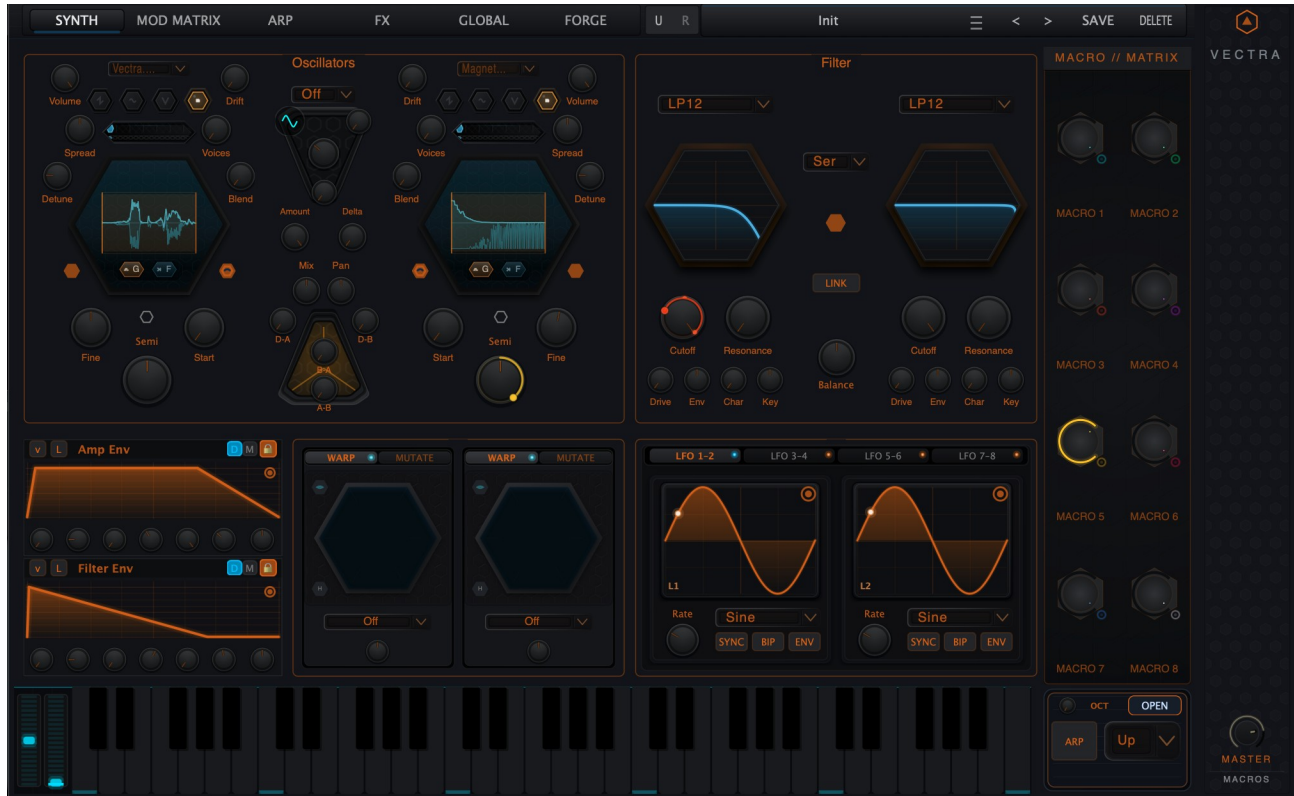 SYNTH MOD MATRIX ARP FX GLOBAL FORGE U R Init < > SAVE DELETE
VECTRA
Oscillators
Filter
MACRO // MATRIX
Vectra....
Magnet...
Off
Volume Drift Drift Volume
LP12 LP12
Spread Voices Voices Spread
Ser
Detune Blend Blend Detune
Amount Delta
MACRO 1 MACRO 2
G F G F
Mix Pan
LINK
D-A D-B
Semi Semi
Fine Start Start Fine
Cutoff Resonance Cutoff Resonance
B-A
MACRO 3 MACRO 4
Balance
A-B
Drive Env Char Key Drive Env Char Key
v L Amp Env D M
WARP MUTATE WARP MUTATE
LFO 1-2 LFO 3-4 LFO 5-6 LFO 7-8
MACRO 5 MACRO 6
v L Filter Env D M
H H
L1 L2
Rate Sine Rate Sine
Off Off
SYNC BIP ENV SYNC BIP ENV
MACRO 7 MACRO 8
OCT OPEN
ARP Up
MASTER
MACROS